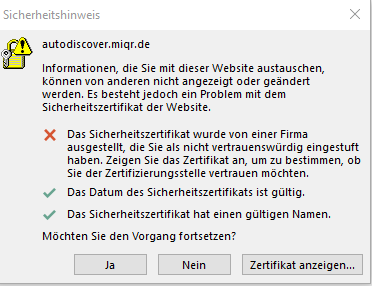 Sicherheitshinweis
autodiscover.miqr.de
Informationen, die Sie mit dieser Website austauschen,
können von anderen nicht angezeigt oder geändert
werden. Es besteht jedoch ein Problem mit dem
Sicherheitszertifikat der Website.
Das Sicherheitszertifikat wurde von einer Firma
ausgestellt, die Sie als nicht vertrauenswürdig eingestuft
haben. Zeigen Sie das Zertifikat an, um zu bestimmen, ob
Sie der Zertifizierungsstelle vertrauen möchten.
Das Datum des Sicherheitszertifikats ist gültig.
Das Sicherheitszertifikat hat einen gültigen Namen.
Möchten Sie den Vorgang fortsetzen?
Ja
Nein
Zertifikat anzeigen...